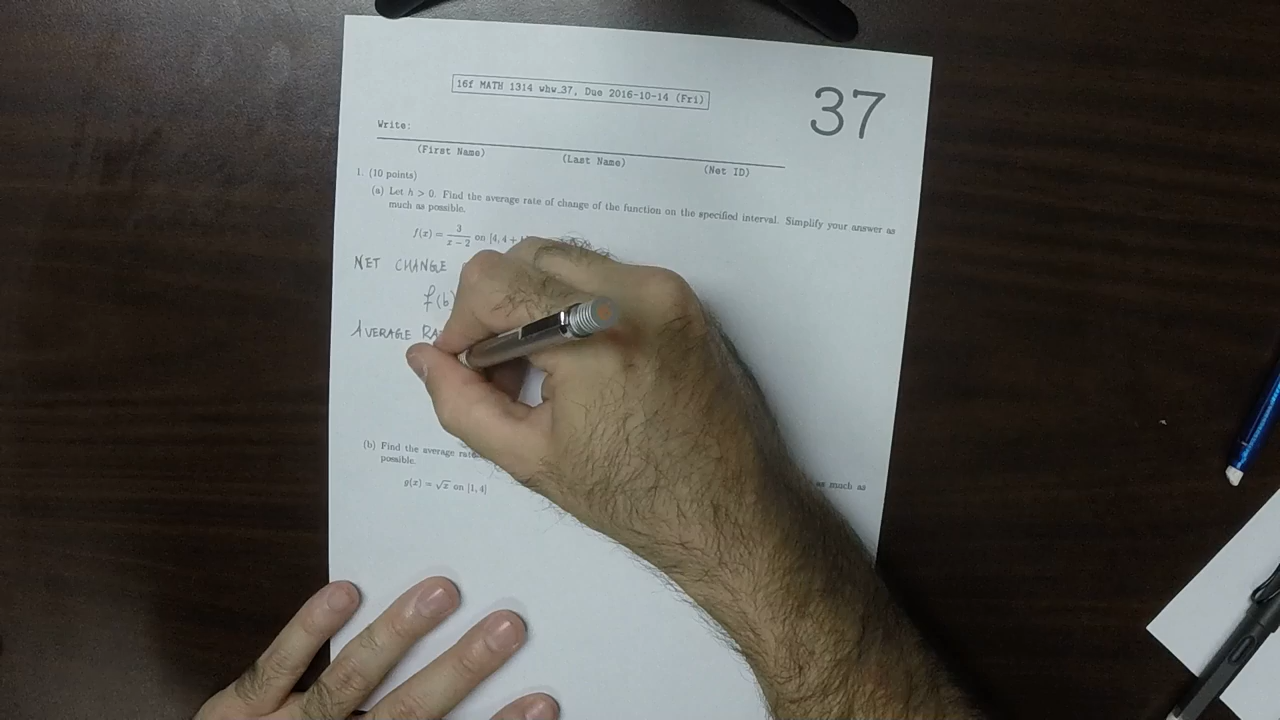 16f MATH 1314 whw_37, Due 2016-10-14 (Fri)
37
Write:
(First Name) (Last Name) (Net ID)
1. (10 points)
(a) Let h > 0. Find the average rate of change of the function on the specified interval. Simplify your answer as
much as possible.
f(x) = 3/(x − 2) on [4, 4 +
NET CHANGE
f(b)
AVERAGE
(b) Find the average rate as much as
possible.
g(x) = √x on [1, 4]